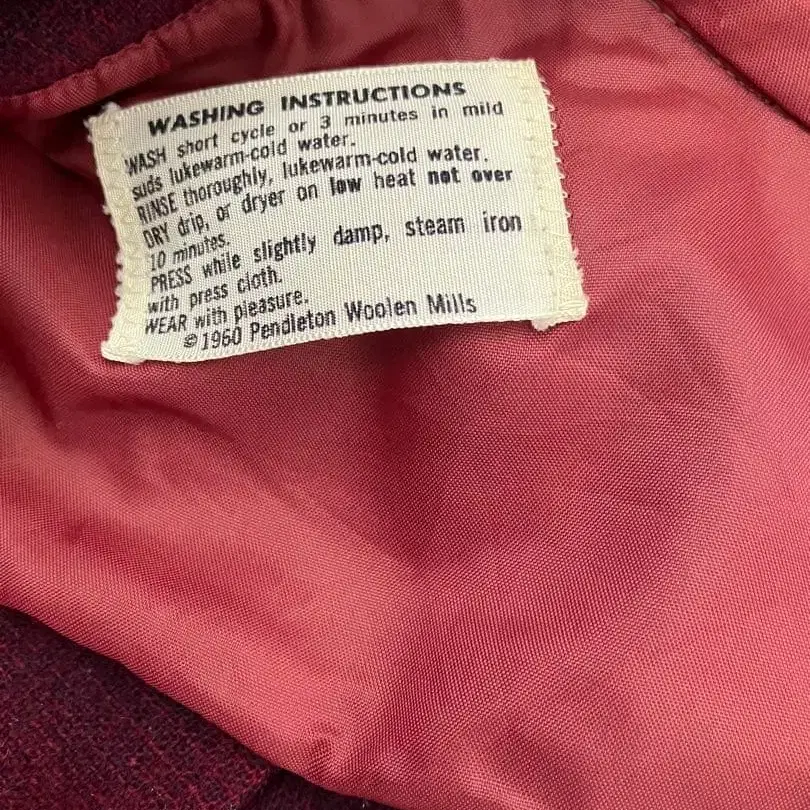 WASHING INSTRUCTIONS
WASH short cycle or 3 minutes in mild
suds lukewarm-cold water.
RINSE thoroughly, lukewarm-cold water.
DRY drip, or dryer on low heat not over
10 minutes.
PRESS while slightly damp, steam iron
with press cloth.
WEAR with pleasure.
©1960 Pendleton Woolen Mills